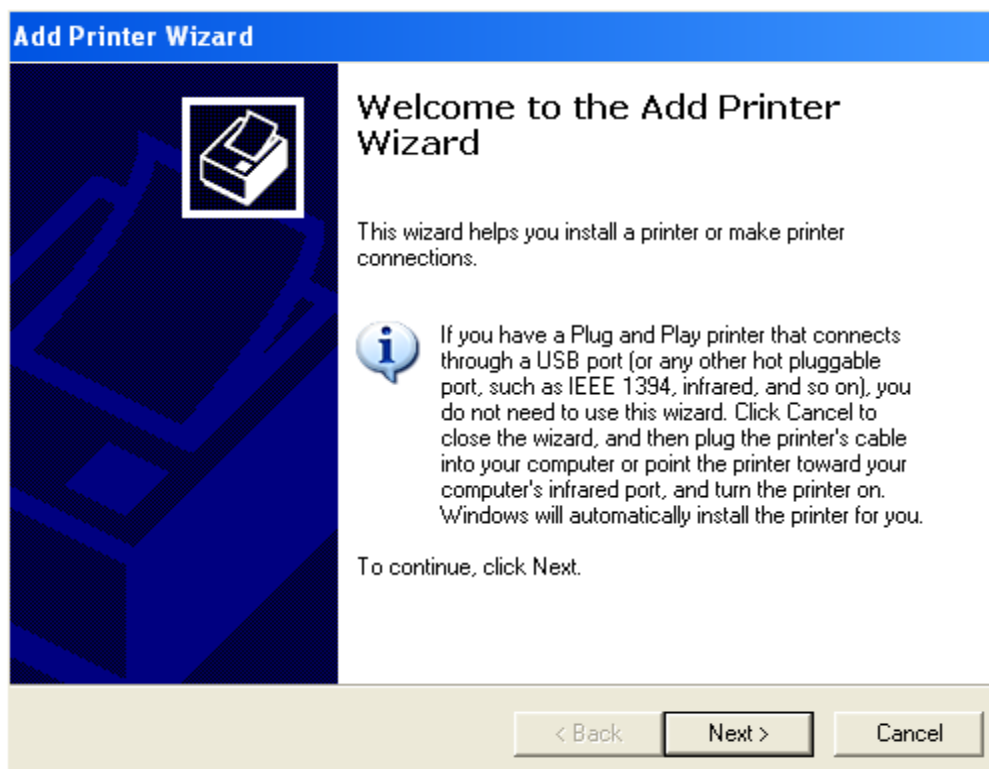 Add Printer Wizard
Welcome to the Add Printer
Wizard
This wizard helps you install a printer or make printer
connections.
If you have a Plug and Play printer that connects
through a USB port (or any other hot pluggable
port, such as IEEE 1394, infrared, and so on), you
do not need to use this wizard. Click Cancel to
close the wizard, and then plug the printer's cable
into your computer or point the printer toward your
computer's infrared port, and turn the printer on.
Windows will automatically install the printer for you.
To continue, click Next.
< Back
Next >
Cancel